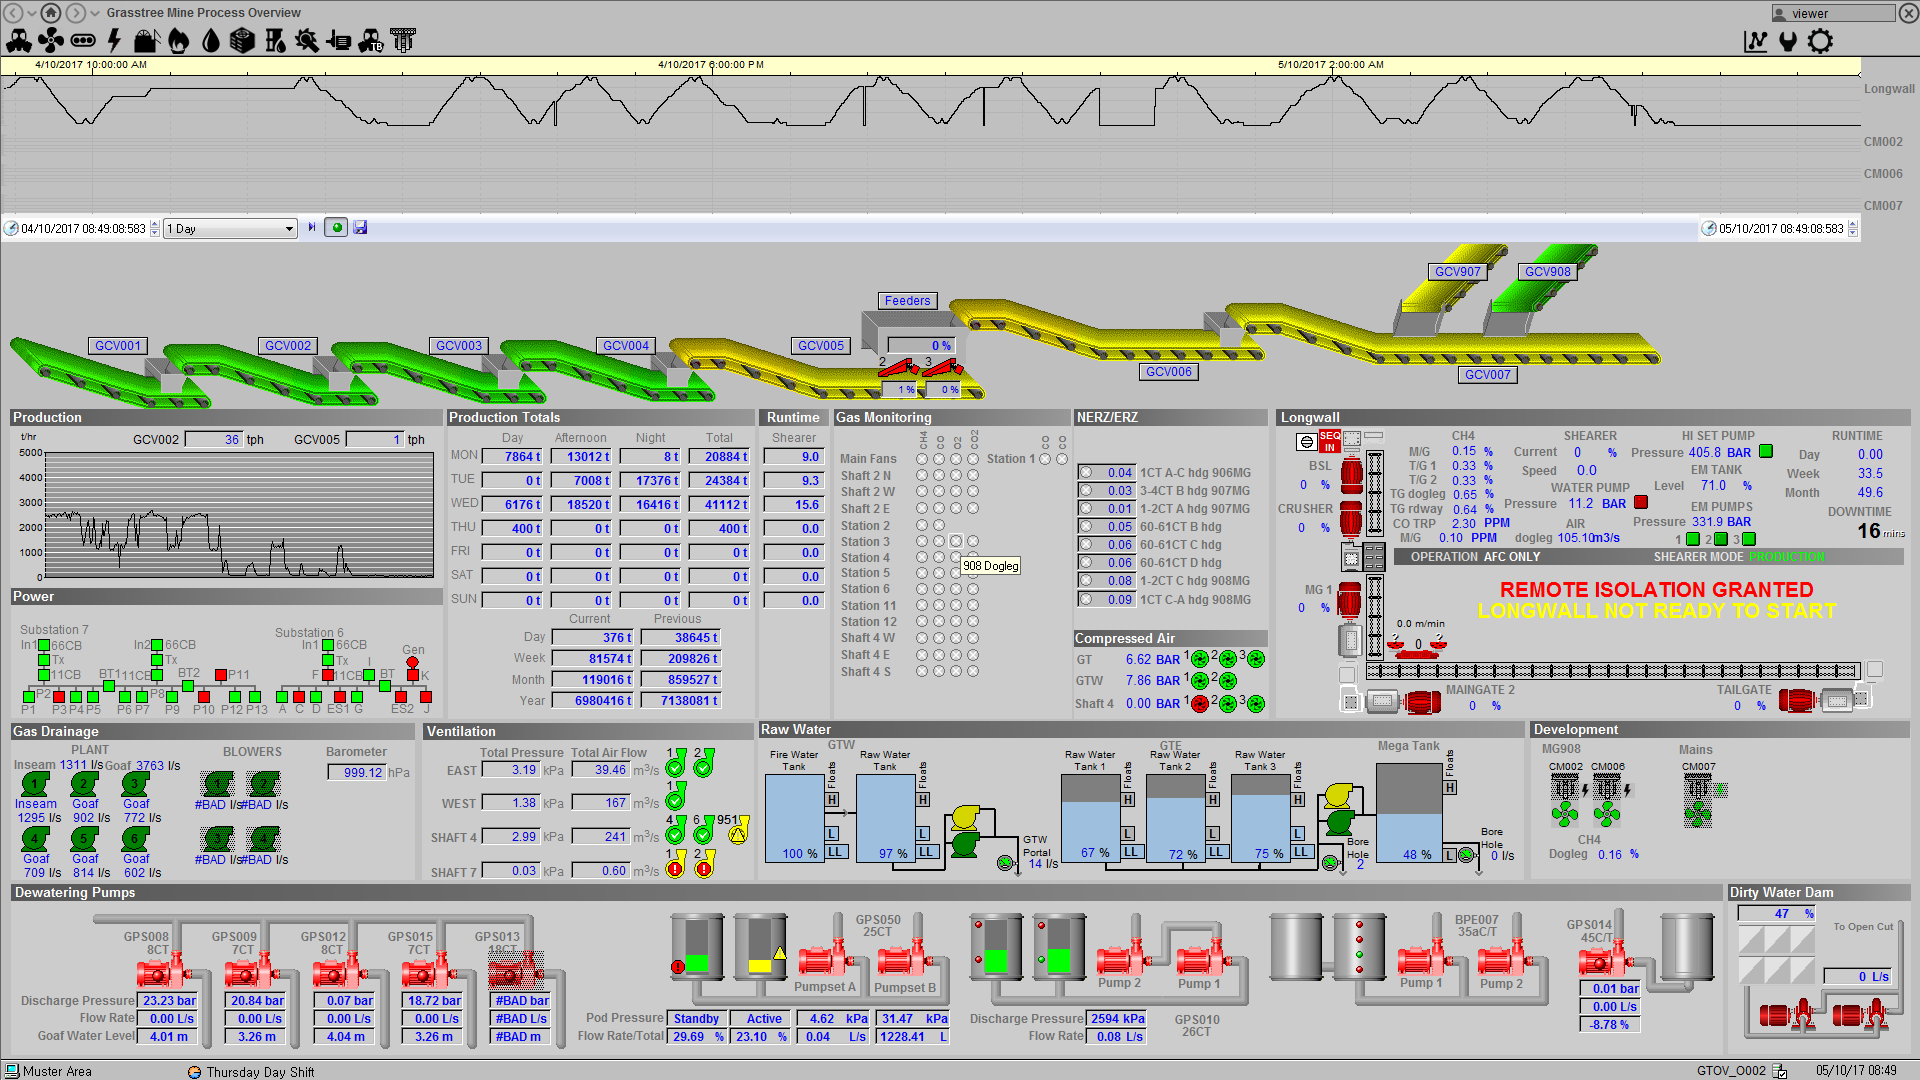 Grasstree Mine Process Overview
viewer
4/10/2017 10:00:00 AM
4/10/2017 6:00:00 PM
5/10/2017 2:00:00 AM
Longwall
CM002
CM006
CM007
04/10/2017 08:49:08:583
1 Day
05/10/2017 08:49:08:583
GCV907 GCV908
Feeders
GCV001 GCV002 GCV003 GCV004 GCV005
0 %
2 3
1 % 0 %
GCV006
GCV007
Production
t/hr
GCV002 36 tph GCV005 1 tph
5000
4000
3000
2000
1000
0
Production Totals
Day Afternoon Night Total
MON 7864 t 13012 t 8 t 20884 t
TUE 0 t 7008 t 17376 t 24384 t
WED 6176 t 18520 t 16416 t 41112 t
THU 400 t 0 t 0 t 400 t
FRI 0 t 0 t 0 t 0 t
SAT 0 t 0 t 0 t 0 t
SUN 0 t 0 t 0 t 0 t
Current Previous
Day 376 t 38645 t
Week 81574 t 209826 t
Month 119016 t 859527 t
Year 6980416 t 7138081 t
Runtime
Shearer
9.0
9.3
15.6
0.0
0.0
0.0
0.0
Gas Monitoring
CH4 CO O2 CO2 CO CO
Main Fans Station 1
Shaft 2 N
Shaft 2 W
Shaft 2 E
Station 2
Station 3
Station 4
Station 5
Station 6
Station 11
Station 12
Shaft 4 W
Shaft 4 E
Shaft 4 S
908 Dogleg
NERZ/ERZ
0.04 1CT A-C hdg 906MG
0.03 3-4CT B hdg 907MG
0.01 1-2CT A hdg 907MG
0.05 60-61CT B hdg
0.06 60-61CT C hdg
0.06 60-61CT D hdg
0.08 1-2CT C hdg 908MG
0.09 1CT C-A hdg 908MG
Compressed Air
GT 6.62 BAR 1 2 3
GTW 7.86 BAR 1 2
Shaft 4 0.00 BAR 1 2 3
Longwall
SEQ IN
BSL
0 %
CRUSHER
0 %
MG 1
0 %
CH4
M/G 0.15 %
T/G 1 0.33 %
T/G 2 0.33 %
TG dogleg 0.65 %
TG rdway 0.64 %
CO TRP 2.30 PPM
M/G 0.10 PPM
SHEARER
Current 0 %
Speed 0.0
WATER PUMP
Pressure 11.2 BAR
AIR
dogleg 105.10m3/s
HI SET PUMP
Pressure 405.8 BAR
EM TANK
Level 71.0 %
EM PUMPS
Pressure 331.9 BAR
1 2 3
RUNTIME
Day 0.00
Week 33.5
Month 49.6
DOWNTIME
16 mins
OPERATION AFC ONLY SHEARER MODE PRODUCTION
REMOTE ISOLATION GRANTED
LONGWALL NOT READY TO START
0.0 m/min
? 0 ?
MAINGATE 2
0 %
TAILGATE
0 %
Power
Substation 7
In1 66CB In2 66CB
Tx Tx
11CB BT1 11CB BT2 P11
P2 P8
P1 P3 P4 P5 P6 P7 P9 P10 P12 P13
Substation 6
In1 66CB Gen
Tx I
F 11CB BT K
A C D ES1 G ES2 J
Gas Drainage
PLANT
Inseam 1311 l/s Goaf 3763 l/s
1 2 3
Inseam Goaf Goaf
1295 l/s 902 l/s 772 l/s
4 5 6
Goaf Goaf Goaf
709 l/s 814 l/s 602 l/s
BLOWERS
1 2
#BAD l/s #BAD l/s
3 4
#BAD l/s #BAD l/s
Barometer
999.12 hPa
Ventilation
Total Pressure Total Air Flow
EAST 3.19 kPa 39.46 m³/s 1 2
WEST 1.38 kPa 167 m³/s 1
SHAFT 4 2.99 kPa 241 m³/s 4 6 951
SHAFT 7 0.03 kPa 0.60 m³/s 1 2
Raw Water
GTW
Fire Water Tank
Floats
H
L
LL
100 %
Raw Water Tank
Floats
H
L
LL
97 %
GTW Portal
14 l/s
GTE
Raw Water Tank 1
H
L
LL
67 %
Raw Water Tank 2
H
L
LL
72 %
Raw Water Tank 3
Floats
H
L
LL
75 %
Bore Hole
2
Mega Tank
Floats
H
L
48 %
Bore Hole
0 l/s
Development
MG908 Mains
CM002 CM006 CM007
CH4
Dogleg 0.16 %
Dewatering Pumps
GPS008 8CT
GPS009 7CT
GPS012 8CT
GPS015 7CT
GPS013 18CT
Discharge Pressure 23.23 bar 20.84 bar 0.07 bar 18.72 bar #BAD bar
Flow Rate 0.00 L/s 0.00 L/s 0.00 L/s 0.00 L/s #BAD L/s
Goaf Water Level 4.01 m 3.26 m 4.04 m 3.26 m #BAD m
GPS050
25CT
Pumpset A Pumpset B
Pod Pressure Standby Active 4.62 kPa 31.47 kPa
Flow Rate/Total 29.69 % 23.10 % 0.04 L/s 1228.41 L
Pump 2 Pump 1
Discharge Pressure 2594 kPa
Flow Rate 0.08 L/s
GPS010
26CT
BPE007
35aC/T
Pump 1 Pump 2
GPS014
45C/T
0.01 bar
0.00 L/s
-8.78 %
Dirty Water Dam
47 %
To Open Cut
0 L/s
Muster Area
Thursday Day Shift
GTOV_O002
05/10/17 08:49